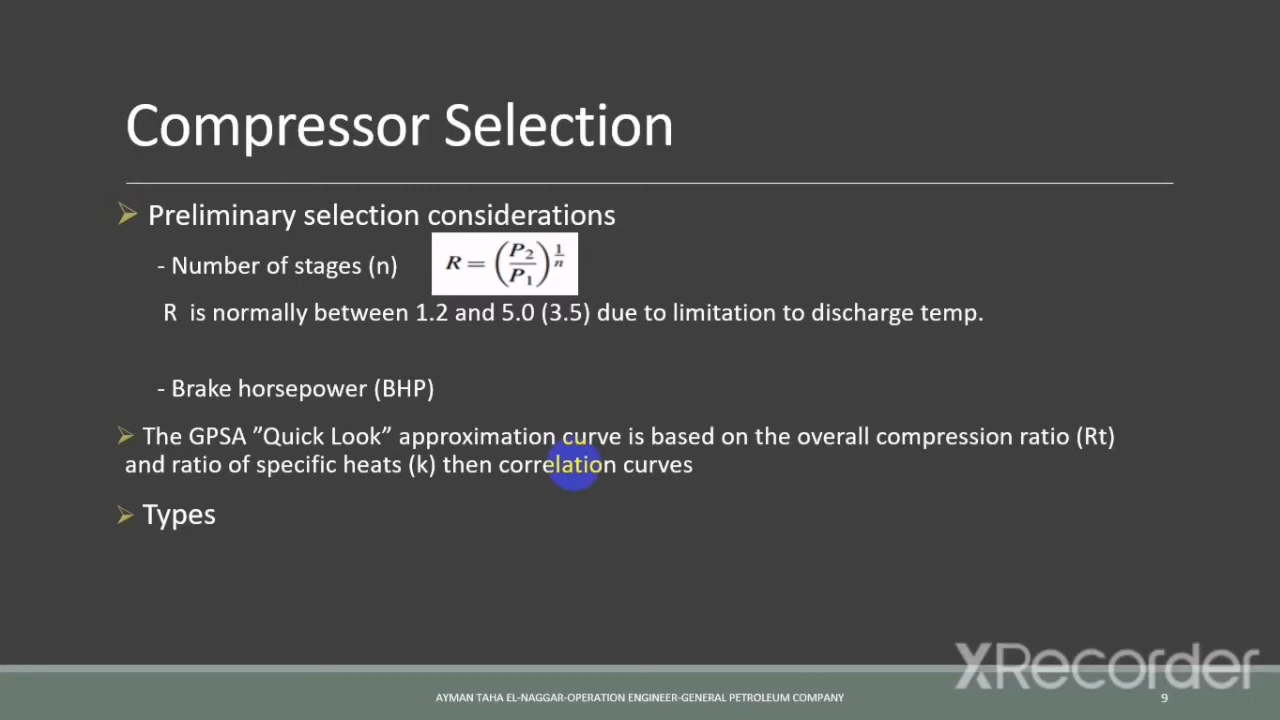 Compressor Selection
➢ Preliminary selection considerations
- Number of stages (n) R = (P₂/P₁)^(1/n)
R is normally between 1.2 and 5.0 (3.5) due to limitation to discharge temp.
- Brake horsepower (BHP)
➢ The GPSA ”Quick Look” approximation curve is based on the overall compression ratio (Rt)
and ratio of specific heats (k) then correlation curves
➢ Types
XRecorder
AYMAN TAHA EL-NAGGAR-OPERATION ENGINEER-GENERAL PETROLEUM COMPANY 9